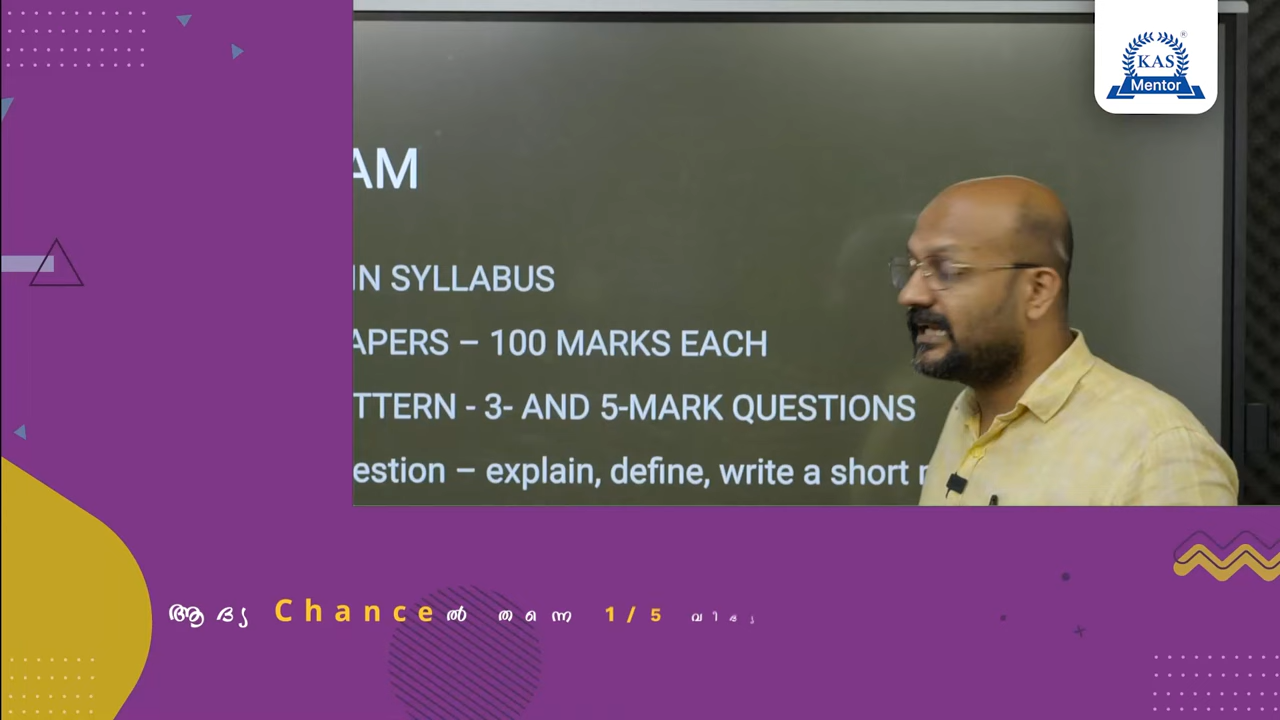 KAS
Mentor
AM
IN SYLLABUS
APERS – 100 MARKS EACH
TTERN - 3- AND 5-MARK QUESTIONS
estion – explain, define, write a short
ആദ്യ Chanceൽ തന്നെ 1/5